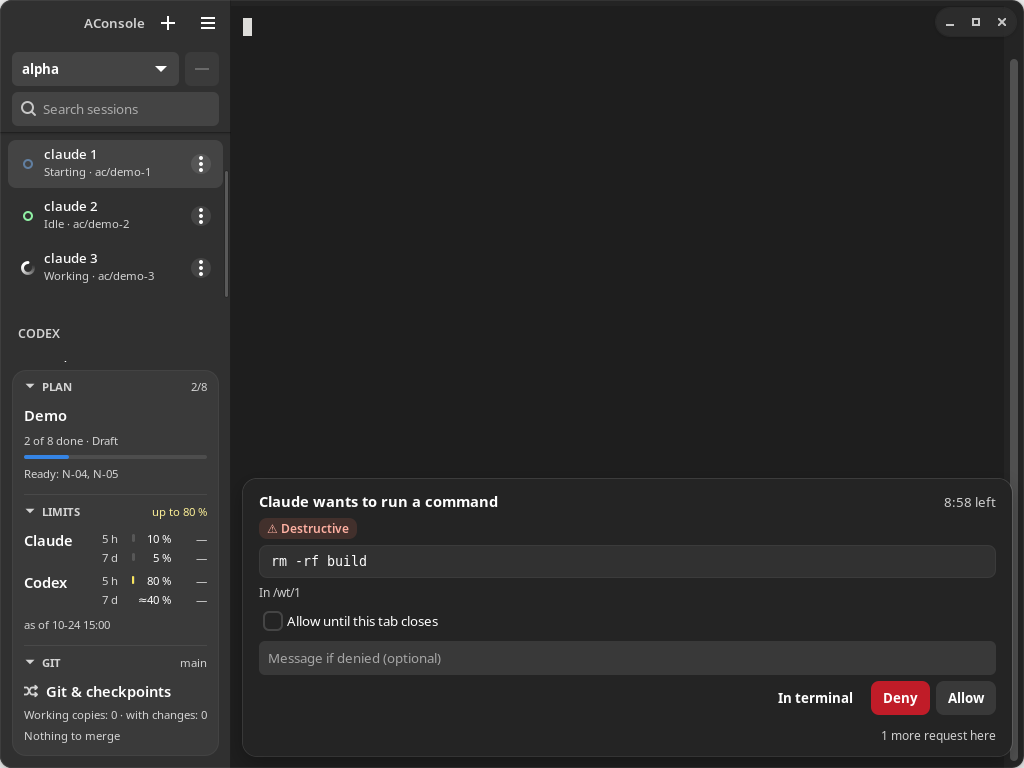 AConsole
alpha
Search sessions
claude 1
Starting · ac/demo-1
claude 2
Idle · ac/demo-2
claude 3
Working · ac/demo-3
CODEX
PLAN 2/8
Demo
2 of 8 done · Draft
Ready: N-04, N-05
LIMITS up to 80 %
Claude 5 h 10 % —
7 d 5 % —
Codex 5 h 80 % —
7 d ≈40 % —
as of 10-24 15:00
GIT main
Git & checkpoints
Working copies: 0 · with changes: 0
Nothing to merge
Claude wants to run a command 8:58 left
⚠ Destructive
rm -rf build
In /wt/1
Allow until this tab closes
Message if denied (optional)
In terminal Deny Allow
1 more request here